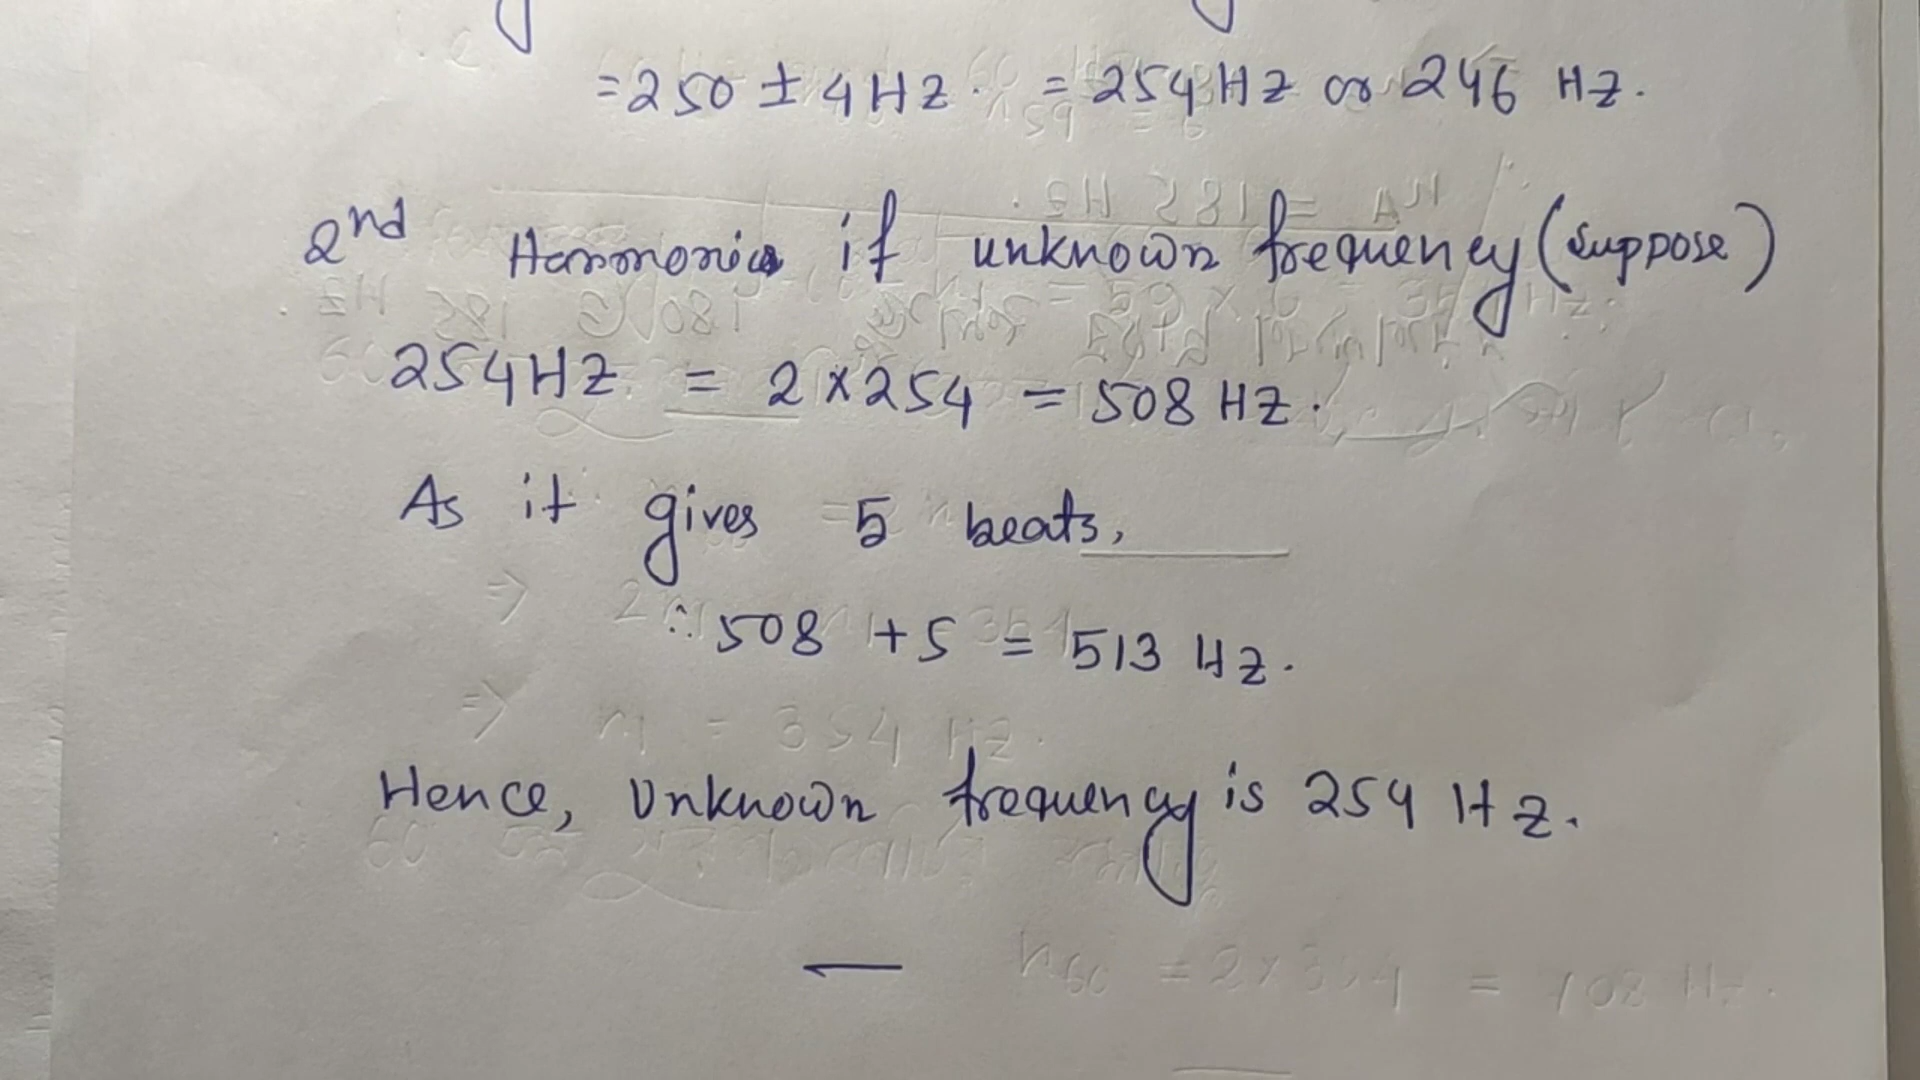 = 250 ± 4 HZ. = 254 HZ or 246 HZ.
2nd Harmonic if unknown frequency (suppose)
254 HZ = 2 × 254 = 508 HZ.
As it gives 5 beats,
∴ 508 + 5 = 513 HZ.
Hence, Unknown frequency is 254 HZ.